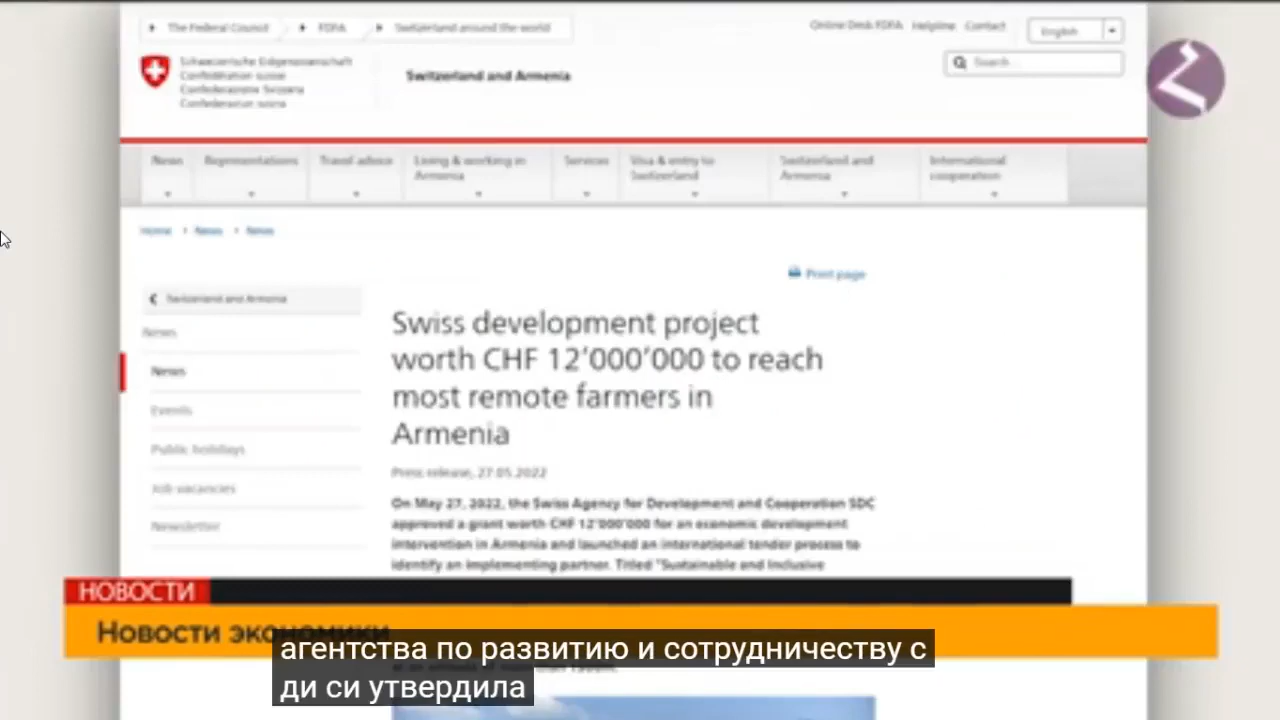 The Federal Council
FDFA
Switzerland around the world
Online Desk FDFA Helpline Contact
English
Schweizerische Eidgenossenschaft
Confédération suisse
Confederazione Svizzera
Confederaziun svizra
Switzerland and Armenia
Search
News
Representations
Travel advice
Living & working in
Armenia
Services
Visa & entry to
Switzerland
Switzerland and
Armenia
International
cooperation
Home
News
News
Print page
Switzerland and Armenia
News
News
Events
Public holidays
Job vacancies
Newsletter
Swiss development project
worth CHF 12’000’000 to reach
most remote farmers in
Armenia
Press release, 27.05.2022
On May 27, 2022, the Swiss Agency for Development and Cooperation SDC
approved a grant worth CHF 12’000’000 for an economic development
intervention in Armenia and launched an international tender process to
identify an implementing partner. Titled "Sustainable and Inclusive
НОВОСТИ
Новости экономики
агентства по развитию и сотрудничеству с
ди си утвердила